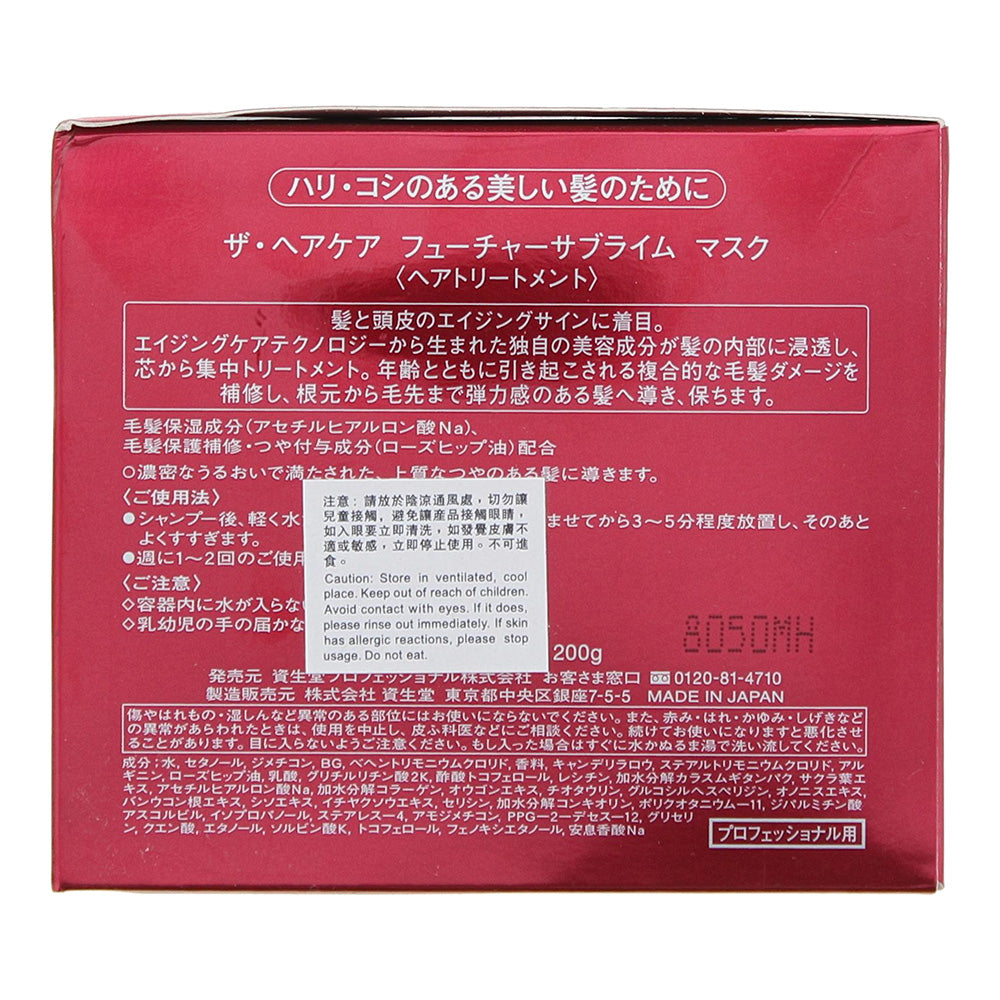 ハリ・コシのある美しい髪のために
ザ・ヘアケア フューチャーサブライム マスク
〈ヘアトリートメント〉
髪と頭皮のエイジングサインに着目。
エイジングケアテクノロジーから生まれた独自の美容成分が髪の内部に浸透し、
芯から集中トリートメント。年齢とともに引き起こされる複合的な毛髪ダメージを
補修し、根元から毛先まで弾力感のある髪へ導き、保ちます。
毛髪保湿成分(アセチルヒアルロン酸Na)、
毛髪保護補修・つや付与成分(ローズヒップ油)配合
○濃密なうるおいで満たされた、上質なつやのある髪に導きます。
〈ご使用法〉
●シャンプー後、軽く水
ませてから3〜5分程度放置し、そのあと
よくすすぎます。
●週に1〜2回のご使用
〈ご注意〉
◇容器内に水が入らない
◇乳幼児の手の届かな
注意: 請放於陰涼通風處，切勿讓
兒童接觸，避免讓產品接觸眼睛，
如入眼要立即清洗，如發覺皮膚不
適或敏感，立即停止使用。不可進
食。
Caution: Store in ventilated, cool
place. Keep out of reach of children.
Avoid contact with eyes. If it does,
please rinse out immediately. If skin
has allergic reactions, please stop
usage. Do not eat.
8050MH
200g
発売元 資生堂プロフェッショナル株式会社 お客さま窓口 0120-81-4710
製造販売元 株式会社 資生堂 東京都中央区銀座7-5-5 MADE IN JAPAN
傷やはれもの・湿しんなど異常のある部位にはお使いにならないでください。また、赤み・はれ・かゆみ・しげきなど
の異常があらわれたときは、使用を中止し、皮ふ科医などにご相談ください。続けてお使いになりますと悪化させ
ることがあります。目に入らないようご注意ください。もし入った場合はすぐに水かぬるま湯で洗い流してください。
成分：水, セタノール, ジメチコン, BG, ベヘントリモニウムクロリド, 香料, キャンデリラロウ, ステアルトリモニウムクロリド, アル
ギニン, ローズヒップ油, 乳酸, グリチルリチン酸2K, 酢酸トコフェロール, レシチン, 加水分解カラスムギタンパク, サクラ葉エ
キス, アセチルヒアルロン酸Na, 加水分解コラーゲン, オウゴンエキス, チオタウリン, グルコシルヘスペリジン, オノニスエキス,
バンウコン根エキス, シソエキス, イチヤクソウエキス, セリシン, 加水分解コンキオリン, ポリクオタニウム-11, ジパルミチン酸
アスコルビル, イソプロパノール, ステアレス-4, アモジメチコン, PPG-2-デセス-12, グリセリ
ン, クエン酸, エタノール, ソルビン酸K, トコフェロール, フェノキシエタノール, 安息香酸Na
プロフェッショナル用